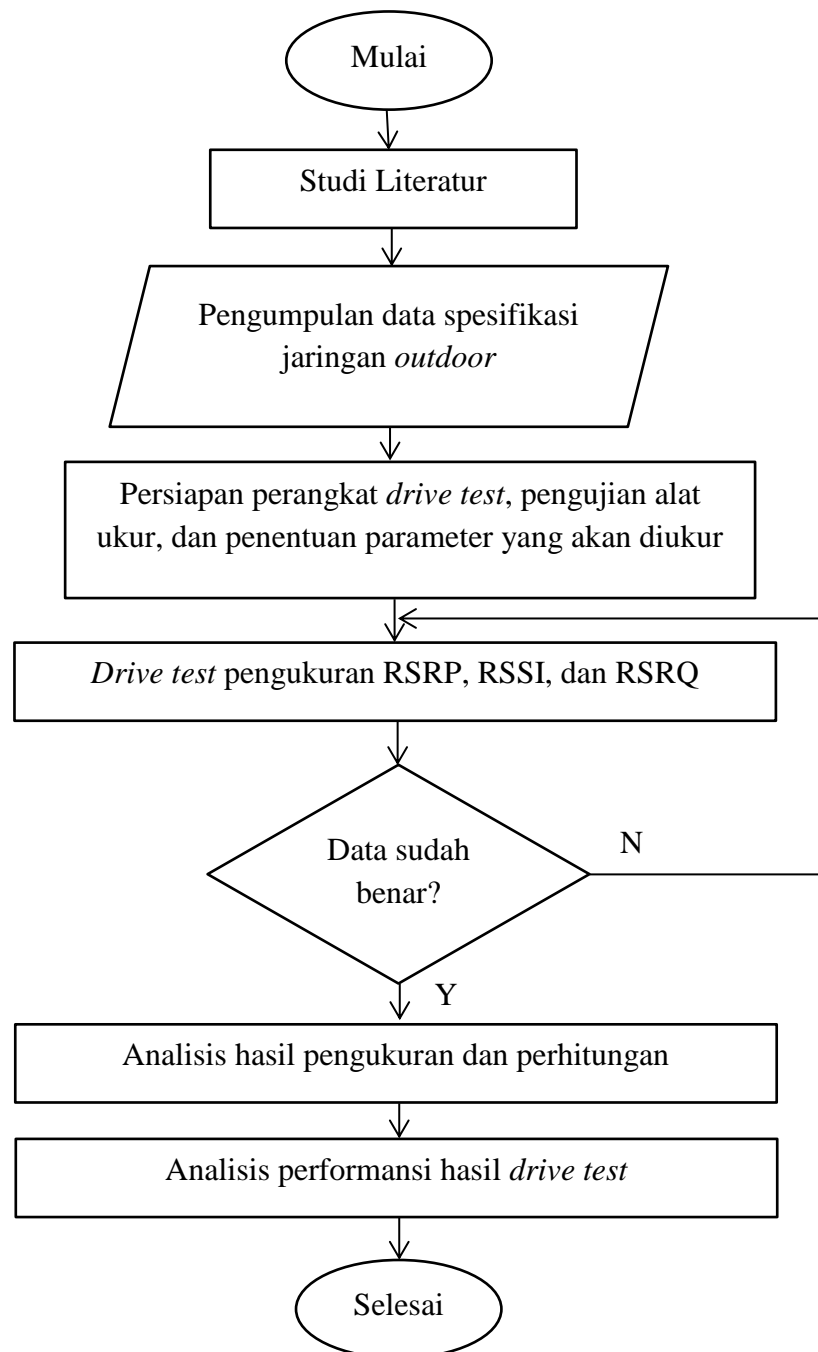 Mulai
Studi Literatur
Pengumpulan data spesifikasi
jaringan outdoor
Persiapan perangkat drive test, pengujian alat
ukur, dan penentuan parameter yang akan diukur
Drive test pengukuran RSRP, RSSI, dan RSRQ
Data sudah
benar?
N
Y
Analisis hasil pengukuran dan perhitungan
Analisis performansi hasil drive test
Selesai